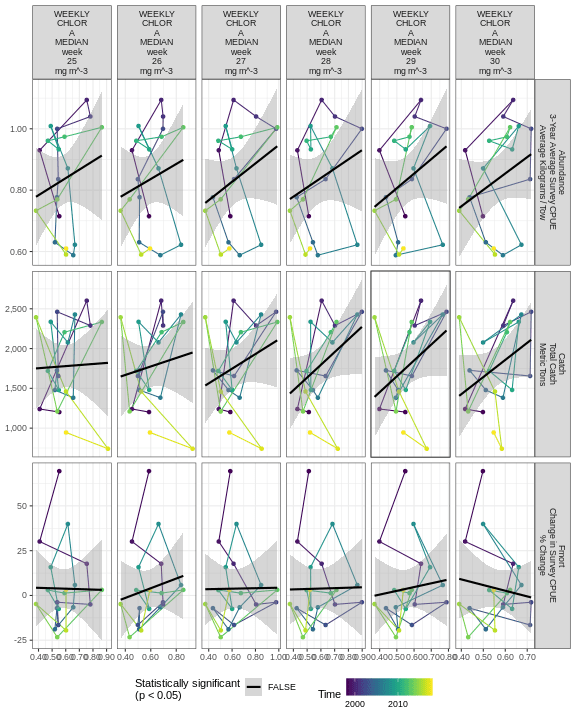 WEEKLY
CHLOR
A
MEDIAN
week
25
mg m^-3
WEEKLY
CHLOR
A
MEDIAN
week
26
mg m^-3
WEEKLY
CHLOR
A
MEDIAN
week
27
mg m^-3
WEEKLY
CHLOR
A
MEDIAN
week
28
mg m^-3
WEEKLY
CHLOR
A
MEDIAN
week
29
mg m^-3
WEEKLY
CHLOR
A
MEDIAN
week
30
mg m^-3
1.00
0.80
0.60
Abundance
3-Year Average Survey CPUE
Average Kilograms / Tow
2,500
2,000
1,500
1,000
Catch
Total Catch
Metric Tons
50
25
0
-25
Fmort
Change in Survey CPUE
% Change
0.40 0.50 0.60 0.70 0.80 0.90
0.40 0.60 0.80
0.40 0.60 0.80 1.00
0.40 0.50 0.60 0.70 0.80 0.90
0.40 0.50 0.60 0.70 0.80
0.40 0.50 0.60 0.70
Statistically significant
(p < 0.05)
FALSE
Time
2000 2010